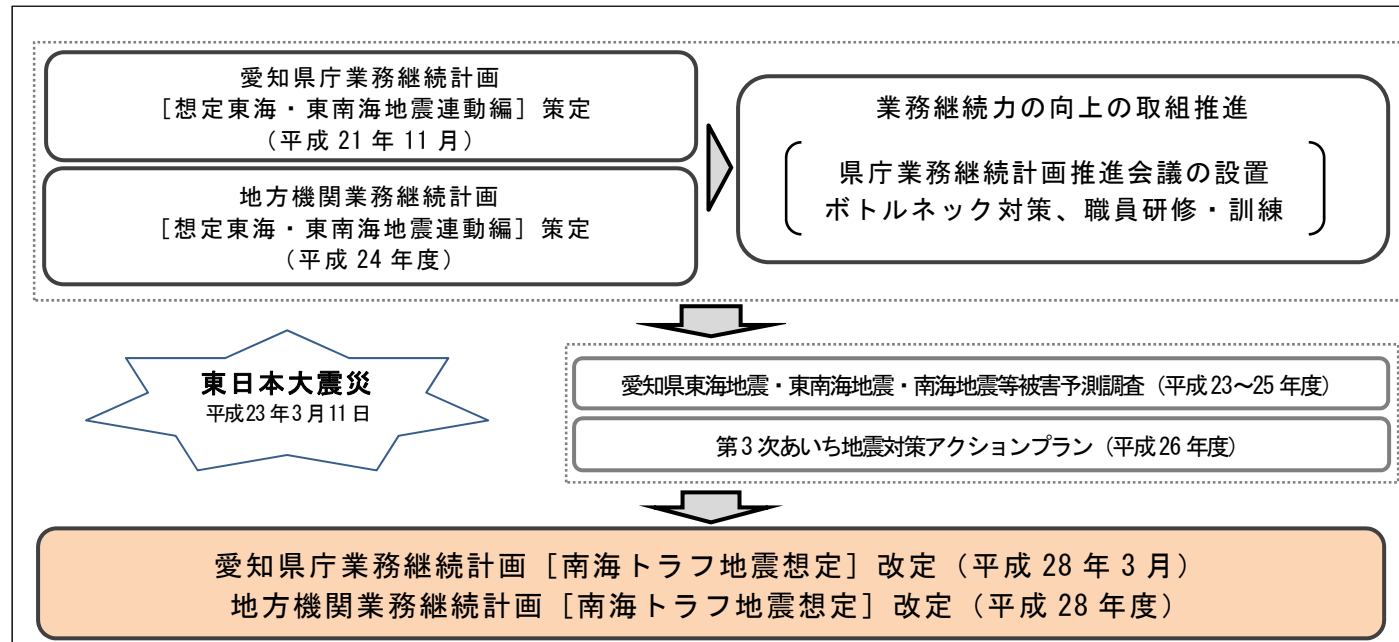 愛知県庁業務継続計画
[想定東海・東南海地震連動編] 策定
(平成 21 年 11 月)
地方機関業務継続計画
[想定東海・東南海地震連動編] 策定
(平成 24 年度)
業務継続力の向上の取組推進
県庁業務継続計画推進会議の設置
ボトルネック対策、職員研修・訓練
東日本大震災
平成23年3月11日
愛知県東海地震・東南海地震・南海地震等被害予測調査(平成23～25年度)
第3次あいち地震対策アクションプラン(平成26年度)
愛知県庁業務継続計画 [南海トラフ地震想定] 改定(平成 28 年 3 月)
地方機関業務継続計画 [南海トラフ地震想定] 改定(平成 28 年度)